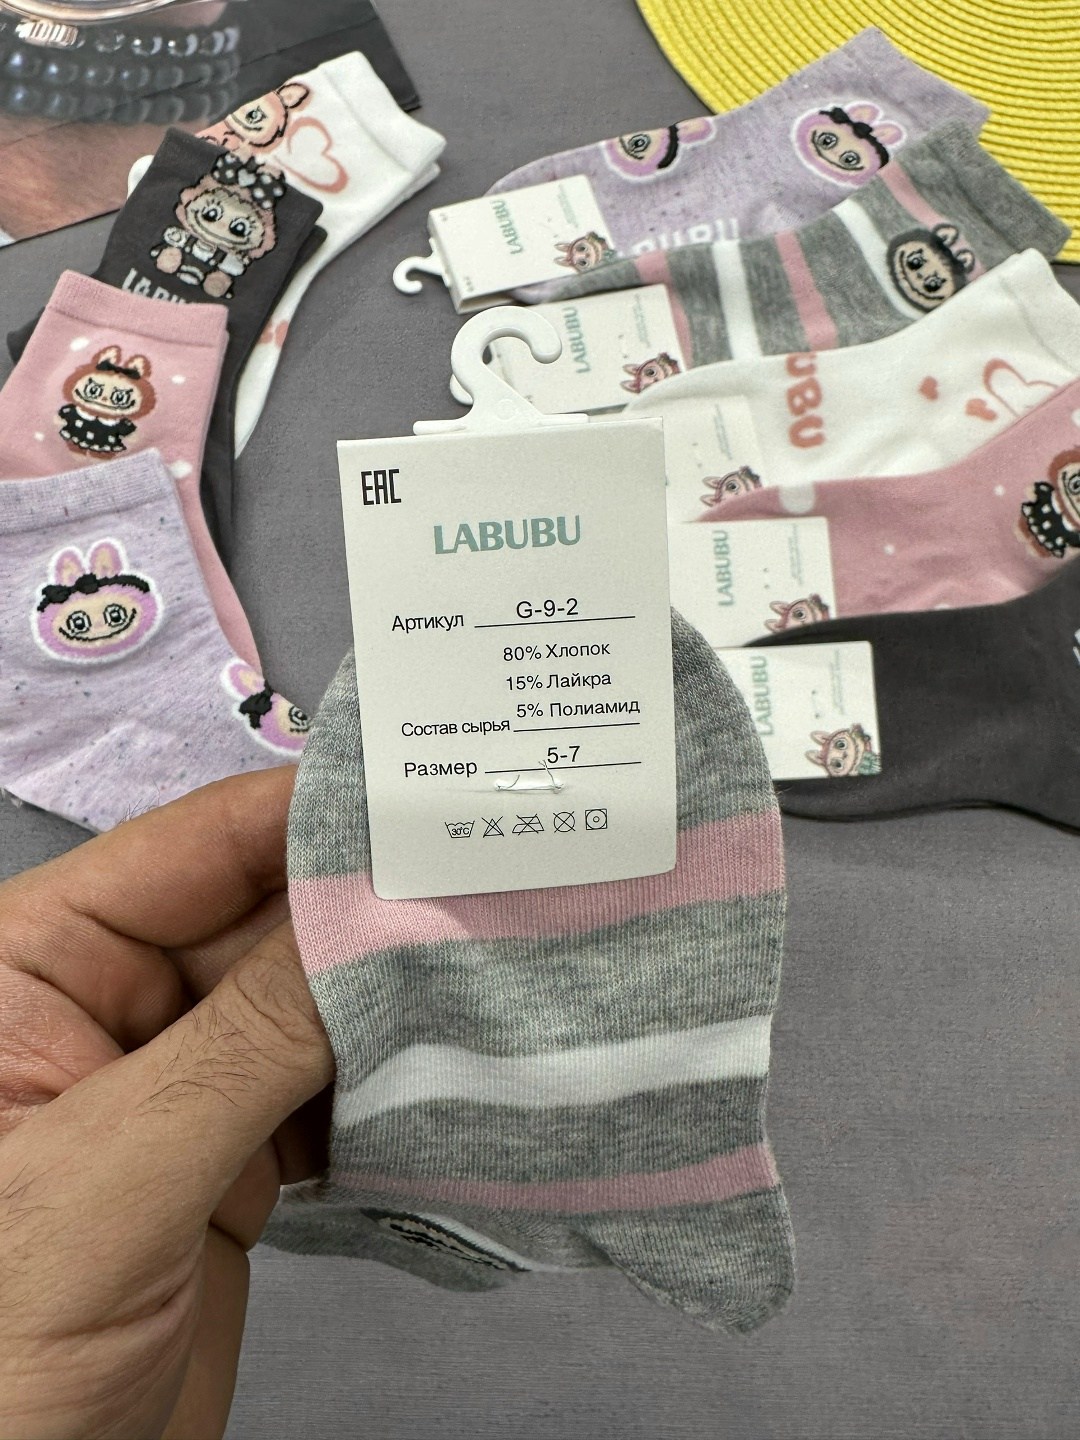 EAC
LABUBU
Артикул G-9-2
80% Хлопок
15% Лайкра
5% Полиамид
Состав сырья
Размер 5-7
30°C
LABUBU
LABUBU
LABUBU
LABUBU